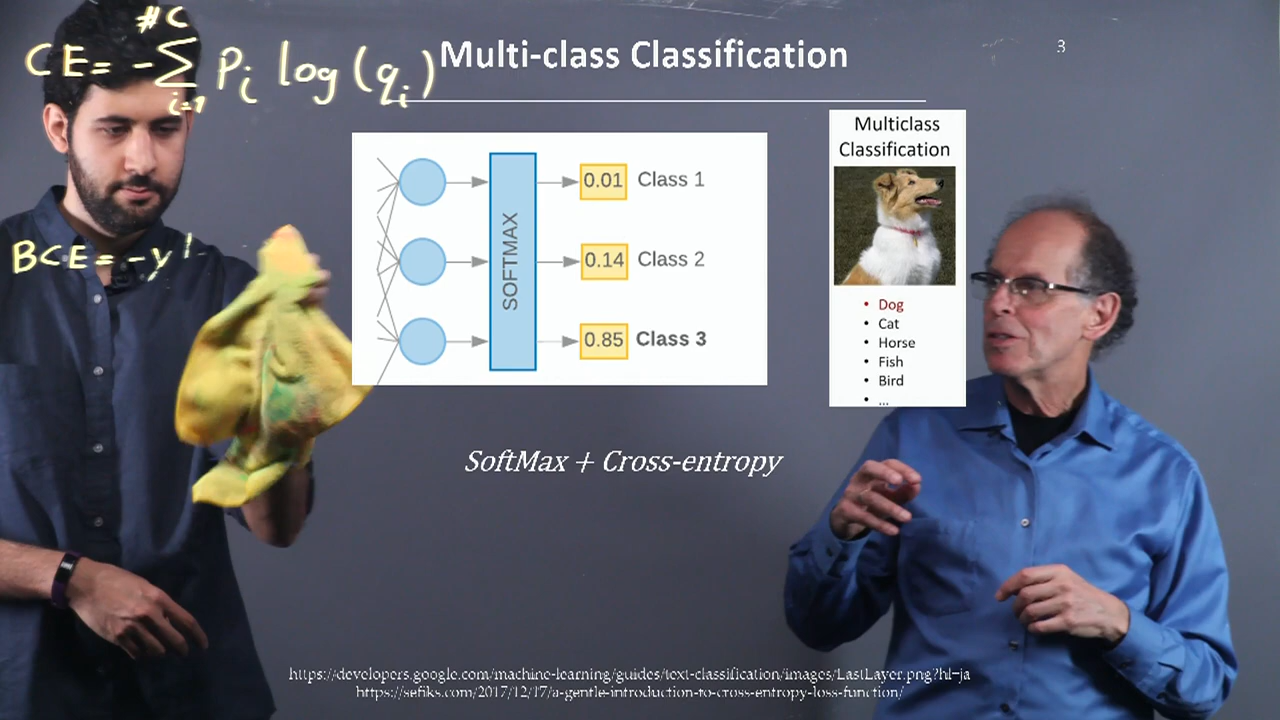 #C
CE= -∑ Pi log(qi)
i=1
Multi-class Classification
3
BCE= -y
SOFTMAX
0.01 Class 1
0.14 Class 2
0.85 Class 3
Multiclass
Classification
• Dog
• Cat
• Horse
• Fish
• Bird
• ...
SoftMax + Cross-entropy
https://developers.google.com/machine-learning/guides/text-classification/images/LastLayer.png?hl=ja
https://sefiks.com/2017/12/17/a-gentle-introduction-to-cross-entropy-loss-function/